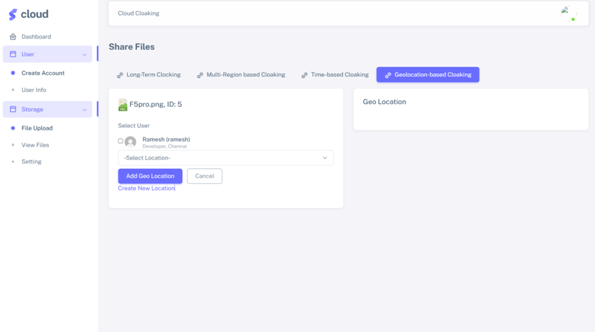 cloud
Dashboard
User
Create Account
User Info
Storage
File Upload
View Files
Setting
Cloud Cloaking
Share Files
Long-Term Clocking
Multi-Region based Cloaking
Time-based Cloaking
Geolocation-based Cloaking
F5pro.png, ID: 5
Select User
Ramesh (ramesh)
Developer, Chennai
-Select Location-
Add Geo Location
Cancel
Create New Location
Geo Location